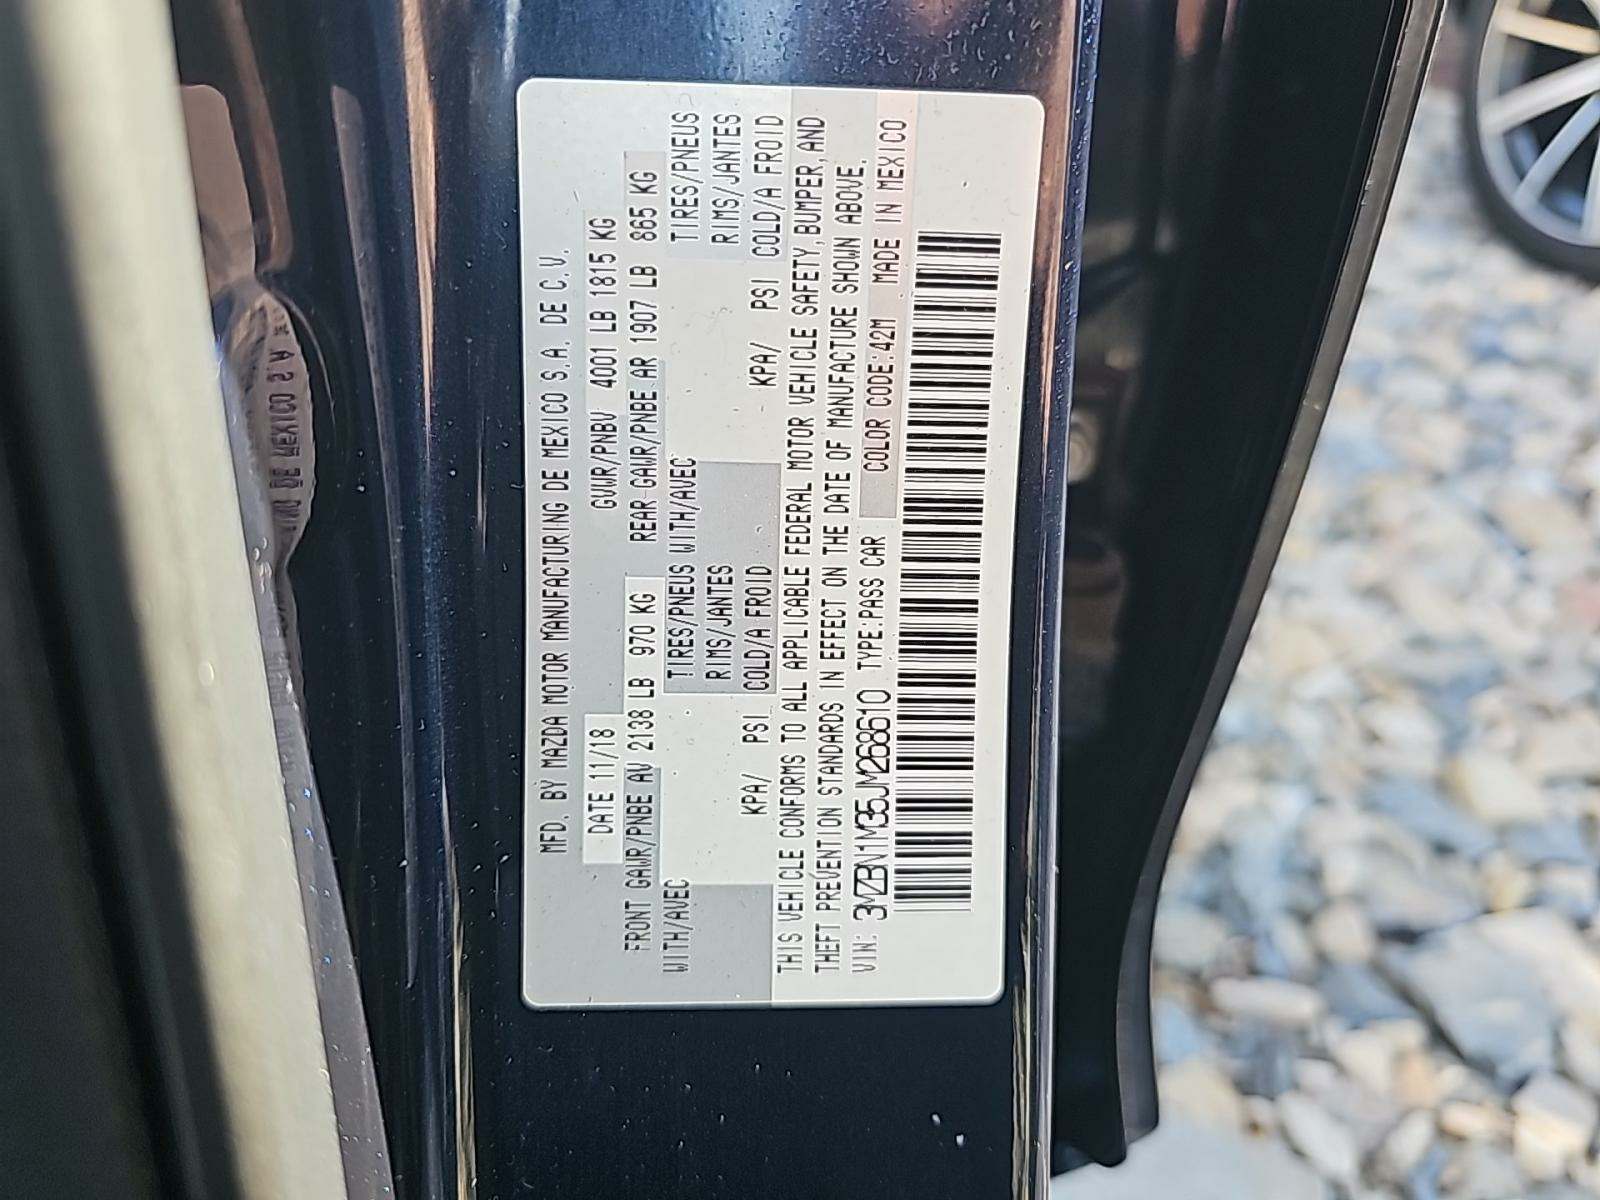 MFD. BY MAZDA MOTOR MANUFACTURING DE MEXICO S.A. DE C.V.
DATE 11/18 GVWR/PNBV 4001 LB 1815 KG
FRONT GAWR/PNBE AV 2138 LB 970 KG REAR GAWR/PNBE AR 1907 LB 865 KG
WITH/AVEC TIRES/PNEUS WITH/AVEC TIRES/PNEUS
RIMS/JANTES RIMS/JANTES
KPA/ PSI COLD/A FROID KPA/ PSI COLD/A FROID
THIS VEHICLE CONFORMS TO ALL APPLICABLE FEDERAL MOTOR VEHICLE SAFETY, BUMPER, AND
THEFT PREVENTION STANDARDS IN EFFECT ON THE DATE OF MANUFACTURE SHOWN ABOVE.
VIN: 3MZBN1M35JM268610 TYPE:PASS CAR COLOR CODE:42M MADE IN MEXICO